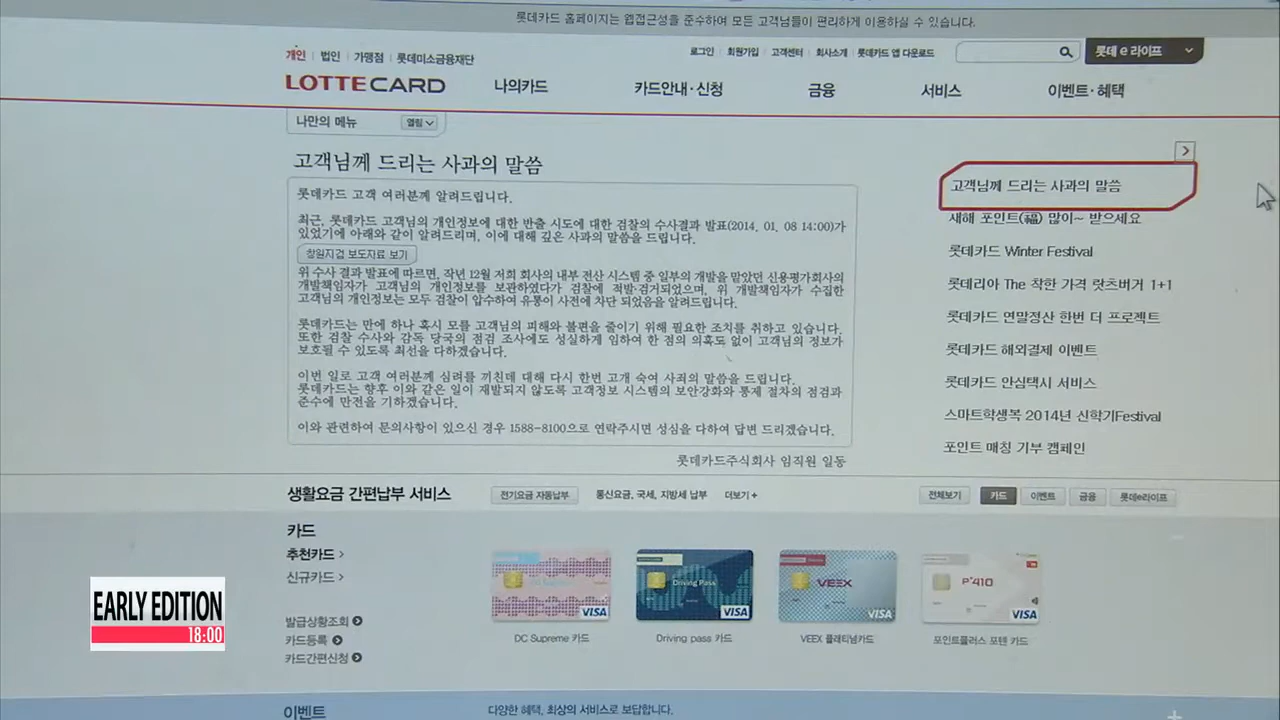 롯데카드 홈페이지는 웹접근성을 준수하여 모든 고객님들이 편리하게 이용하실 수 있습니다.
개인 | 법인 | 가맹점 | 롯데미소금융재단
로그인 | 회원가입 | 고객센터 | 회사소개 | 롯데카드 앱 다운로드
롯데 e 라이프
LOTTE CARD
나의카드 카드안내·신청 금융 서비스 이벤트·혜택
나만의 메뉴 열림
고객님께 드리는 사과의 말씀
롯데카드 고객 여러분께 알려드립니다.
최근, 롯데카드 고객님의 개인정보에 대한 반출 시도에 대한 검찰의 수사결과 발표(2014. 01. 08 14:00)가
있었기에 아래와 같이 알려드리며, 이에 대해 깊은 사과의 말씀을 드립니다.
창원지검 보도자료 보기
위 수사 결과 발표에 따르면, 작년 12월 저희 회사의 내부 전산 시스템 중 일부의 개발을 맡았던 신용평가회사의
개발책임자가 고객님의 개인정보를 보관하였다가 검찰에 적발·검거되었으며, 위 개발책임자가 수집한
고객님의 개인정보는 모두 검찰이 압수하여 유통이 사전에 차단 되었음을 알려드립니다.
롯데카드는 만에 하나 혹시 모를 고객님의 피해와 불편을 줄이기 위해 필요한 조치를 취하고 있습니다.
또한 검찰 수사와 감독 당국의 점검 조사에도 성실하게 임하여 한 점의 의혹도 없이 고객님의 정보가
보호될 수 있도록 최선을 다하겠습니다.
이번 일로 고객 여러분께 심려를 끼친데 대해 다시 한번 고개 숙여 사죄의 말씀을 드립니다.
롯데카드는 향후 이와 같은 일이 재발되지 않도록 고객정보 시스템의 보안강화와 통제 절차의 점검과
준수에 만전을 기하겠습니다.
이와 관련하여 문의사항이 있으신 경우 1588-8100으로 연락주시면 성심을 다하여 답변 드리겠습니다.
롯데카드주식회사 임직원 일동
고객님께 드리는 사과의 말씀
새해 포인트(福) 많이~ 받으세요
롯데카드 Winter Festival
롯데리아 The 착한 가격 랏츠버거 1+1
롯데카드 연말정산 한번 더 프로젝트
롯데카드 해외결제 이벤트
롯데카드 안심택시 서비스
스마트학생복 2014년 신학기Festival
포인트 매칭 기부 캠페인
생활요금 간편납부 서비스
전기요금 자동납부 통신요금, 국세, 지방세 납부 더보기+
전체보기 카드 이벤트 금융 롯데e라이프
카드
추천카드 >
신규카드 >
발급상황조회
카드등록
카드간편신청
VISA
Driving Pass
VISA
VEEX
VISA
P*410
VISA
DC Supreme 카드
Driving pass 카드
VEEX 플래티넘카드
포인트플러스 포텐 카드
이벤트
다양한 혜택, 최상의 서비스로 보답합니다.
EARLY EDITION
18:00